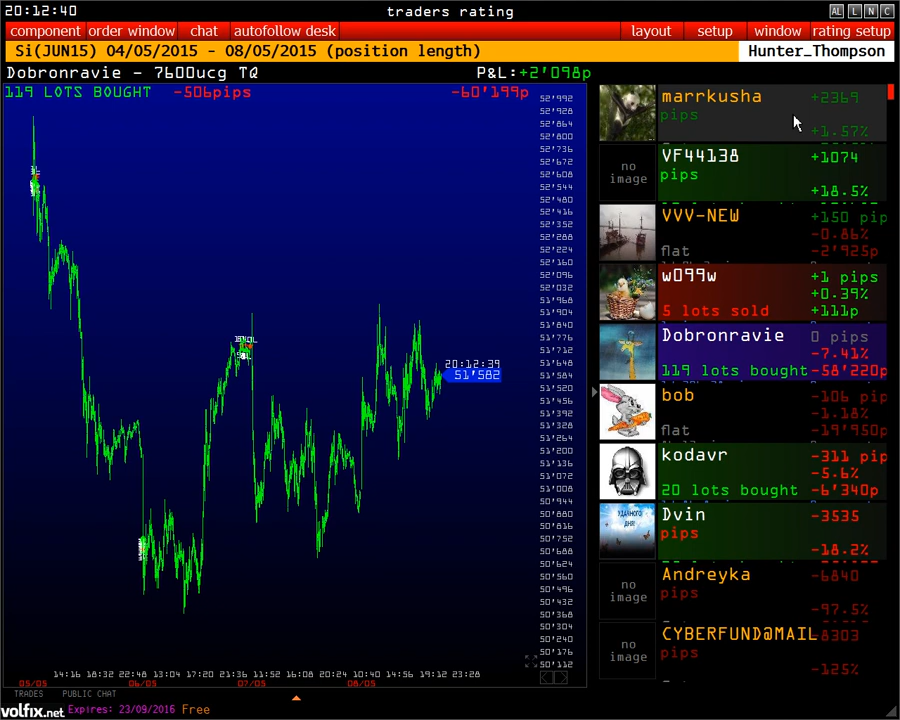 20:12:40
traders rating
AL L N C
component order window chat autofollow desk layout setup window rating setup
Si(JUN15) 04/05/2015 - 08/05/2015 (position length)
Hunter_Thompson
Dobronravie - 7600ucg TQ
P&L:+2'098p
119 LOTS BOUGHT -506pips -60'199p
52'992
52'928
52'864
52'800
52'736
52'672
52'608
52'544
52'480
52'416
52'352
52'288
52'224
52'160
52'096
52'032
51'968
51'904
51'840
51'776
51'712
51'648
51'584
51'520
51'456
51'392
51'328
51'264
51'200
51'136
51'072
51'008
50'944
50'880
50'816
50'752
50'688
50'624
50'560
50'496
50'432
50'368
50'304
50'240
50'176
50'112
20:12:39
51'582
14:16 18:32 22:48 13:04 17:20 21:36 11:52 16:08 20:24 10:40 14:56 19:12 23:28
05/05 06/05 07/05 08/05
marrkusha +2369
pips
+1.57%
no image
VF44138 +1074
pips
+18.5%
VVV-NEW +150 pip
-0.86%
flat -2'925p
w099w +1 pips
+0.39%
5 lots sold +111p
Dobronravie 0 pips
-7.41%
119 lots bought -58'220p
bob -106 pip
-1.18%
flat -19'950p
kodavr -311 pip
-5.6%
20 lots bought -6'340p
УДАЧНОГО
ДНЯ!
Dvin -3535
pips
-18.2%
no image
Andreyka -6840
pips
-97.5%
no image
CYBERFUND@MAIL -8303
pips
-125%
TRADES PUBLIC CHAT
volfix.net Expires: 23/09/2016 Free